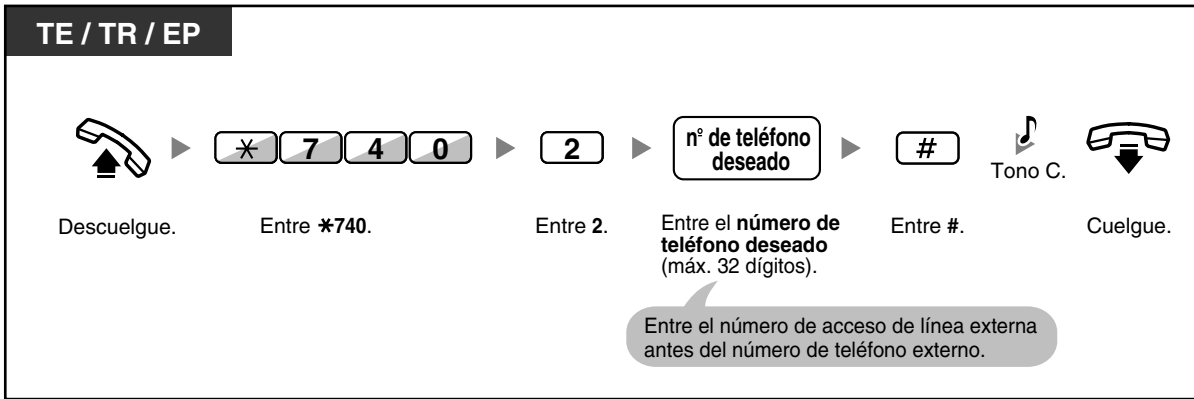 TE / TR / EP
✳ 7 4 0
2
nº de teléfono
deseado
#
Tono C.
Descuelgue.
Entre ✳740.
Entre 2.
Entre el número de
teléfono deseado
(máx. 32 dígitos).
Entre #.
Cuelgue.
Entre el número de acceso de línea externa
antes del número de teléfono externo.